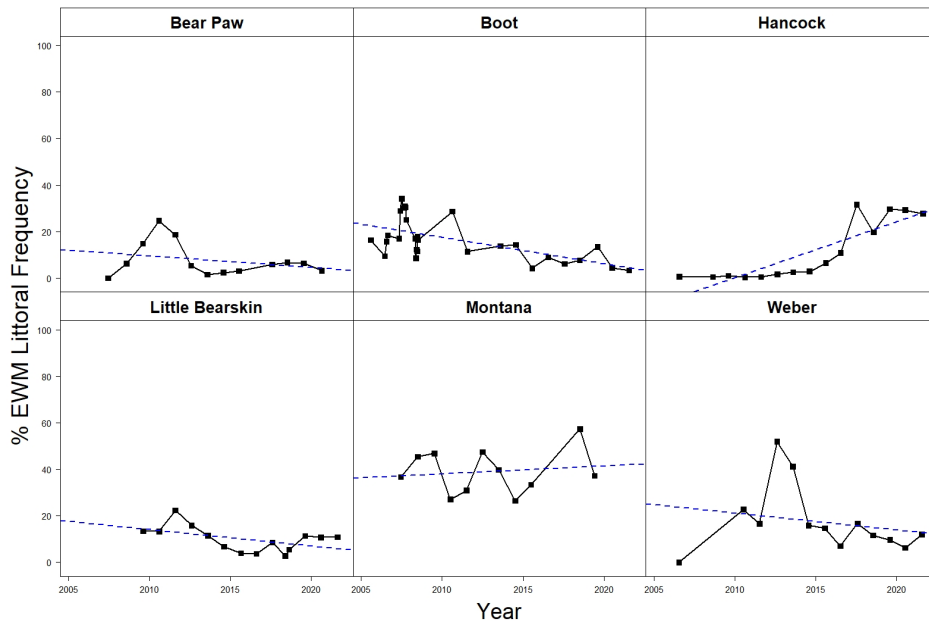 Bear Paw Boot Hancock
100
80
60
40
20
0
Little Bearskin Montana Weber
100
80
60
40
20
0
2005 2010 2015 2020 2005 2010 2015 2020 2005 2010 2015 2020
Year
% EWM Littoral Frequency